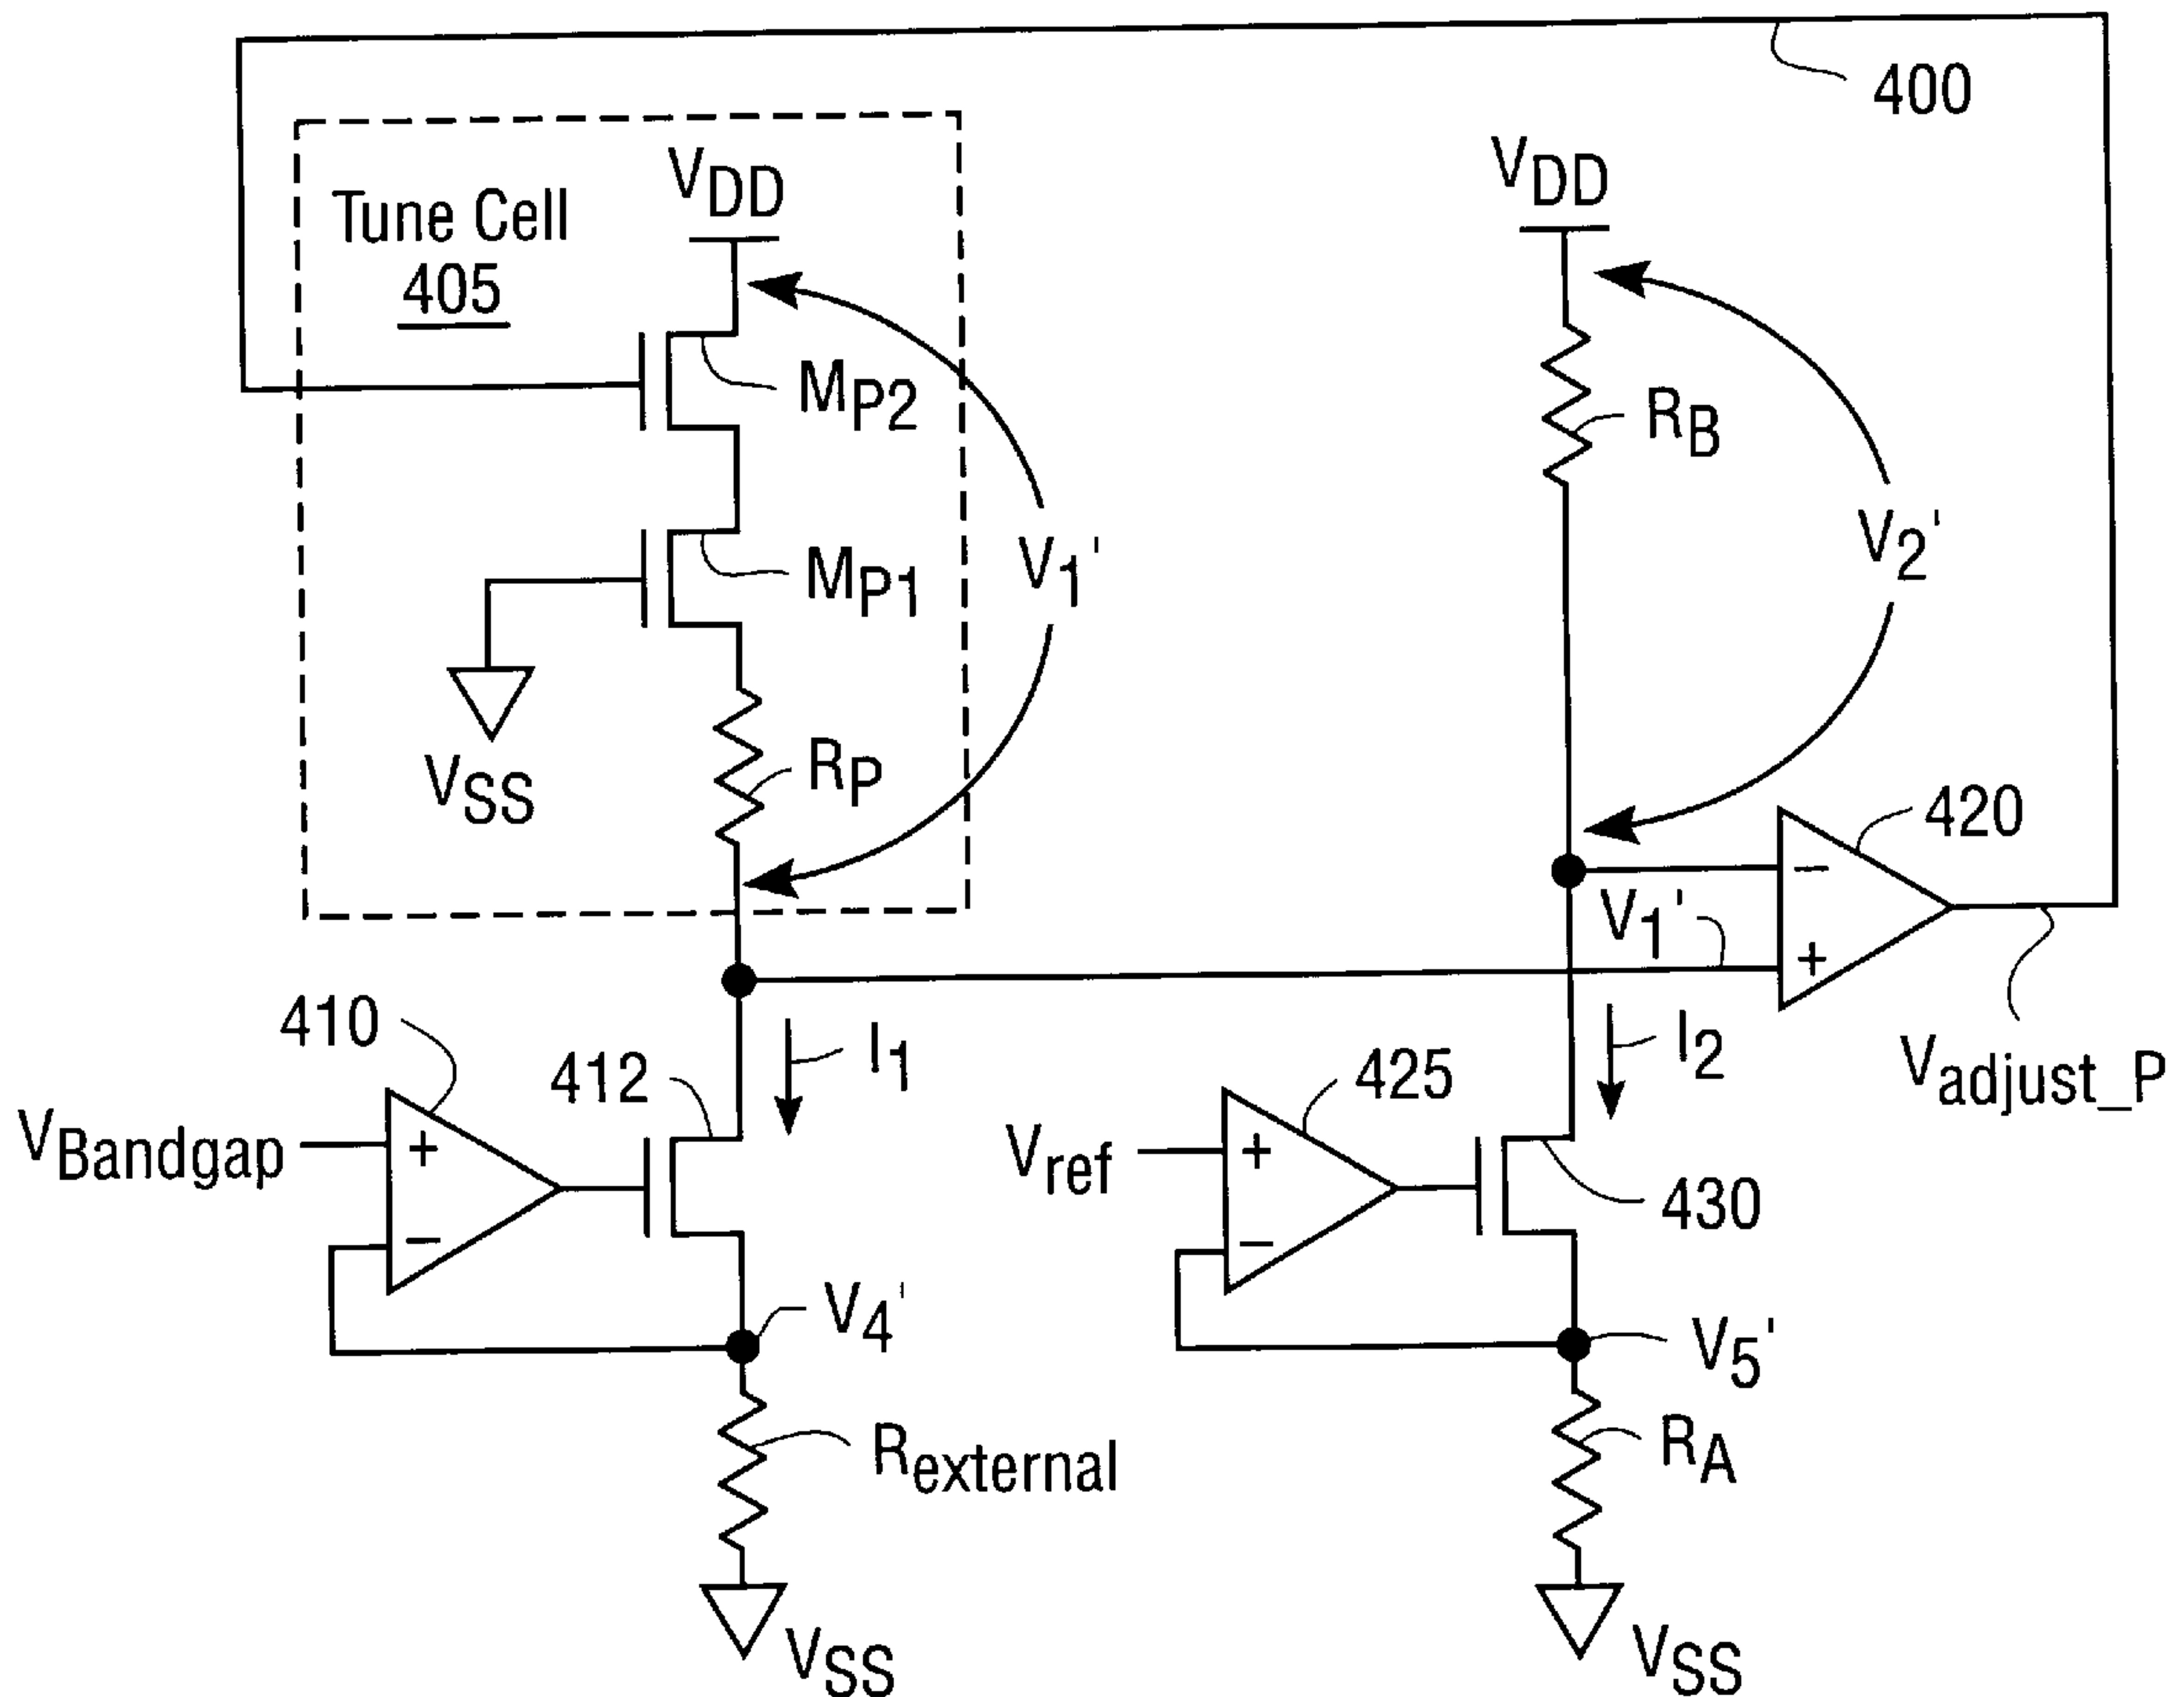 400
VDD
Tune Cell
405
MP2
MP1
VSS
RP
V1'
VDD
RB
V2'
420
−
+
V1'
Vadjust_P
410
412
I1
VBandgap
+
−
V4'
Rexternal
VSS
425
I2
Vref
+
−
430
V5'
RA
VSS